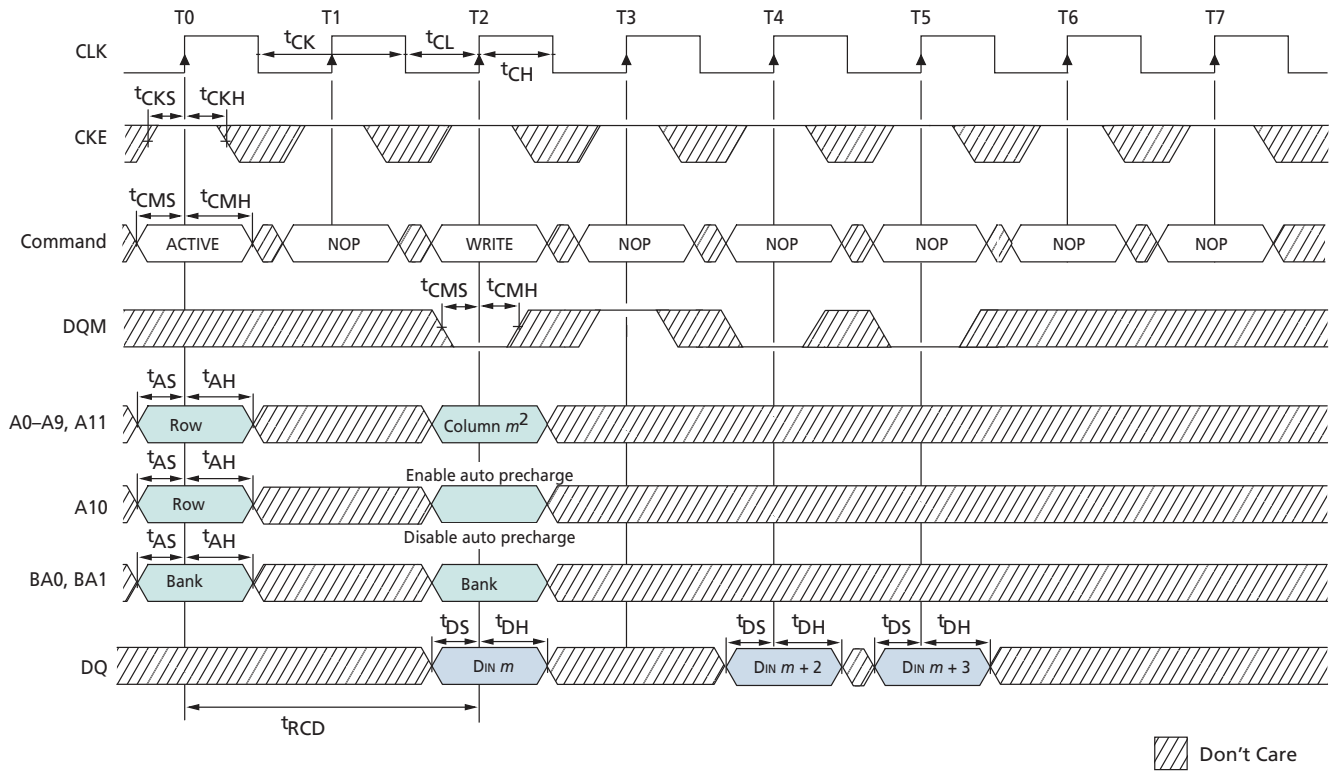 T0 T1 T2 T3 T4 T5 T6 T7
CLK tCK tCL tCH
tCKS tCKH
CKE
tCMS tCMH
Command ACTIVE NOP WRITE NOP NOP NOP NOP NOP
tCMS tCMH
DQM
tAS tAH
A0–A9, A11 Row Column m2
tAS tAH Enable auto precharge
A10 Row
Disable auto precharge
tAS tAH
BA0, BA1 Bank Bank
tDS tDH tDS tDH tDS tDH
DQ DIN m DIN m + 2 DIN m + 3
tRCD
Don't Care